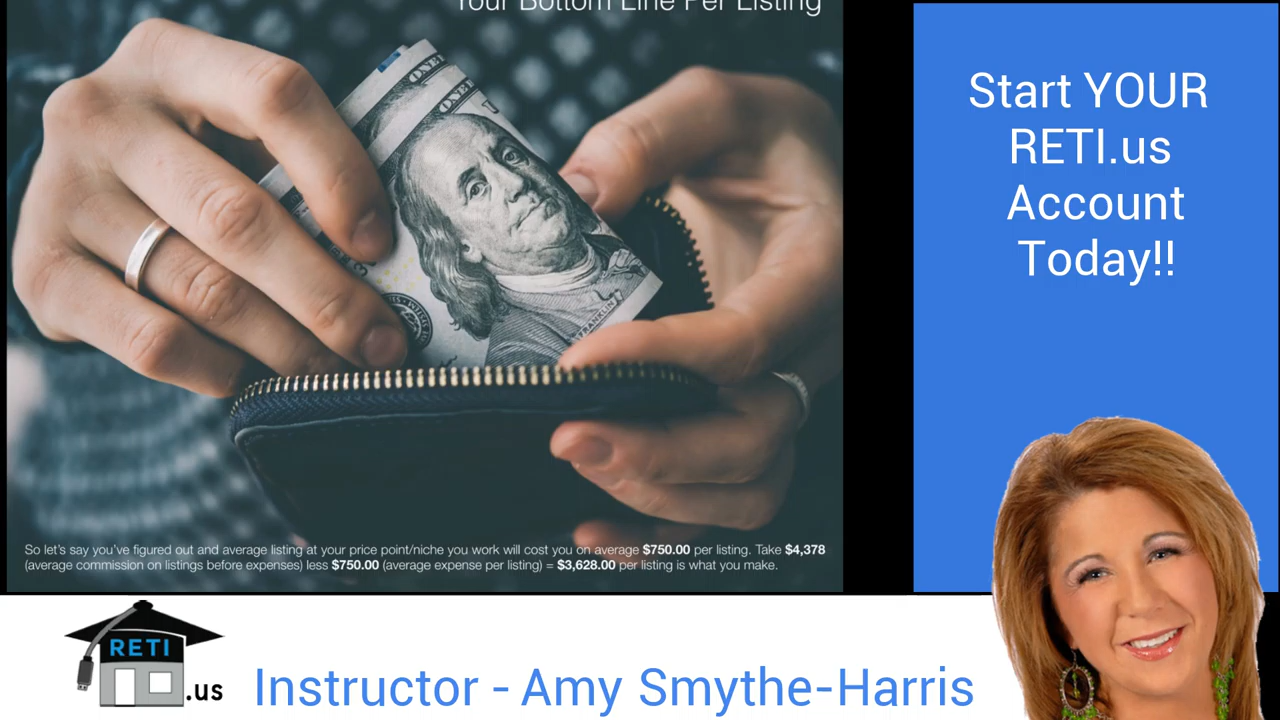 Your Bottom Line Per Listing
Start YOUR
RETI.us
Account
Today!!
ONE
ONE
FRANKLIN
So let's say you've figured out and average listing at your price point/niche you work will cost you on average $750.00 per listing. Take $4,378
(average commission on listings before expenses) less $750.00 (average expense per listing) = $3,628.00 per listing is what you make.
RETI
.us
Instructor - Amy Smythe-Harris